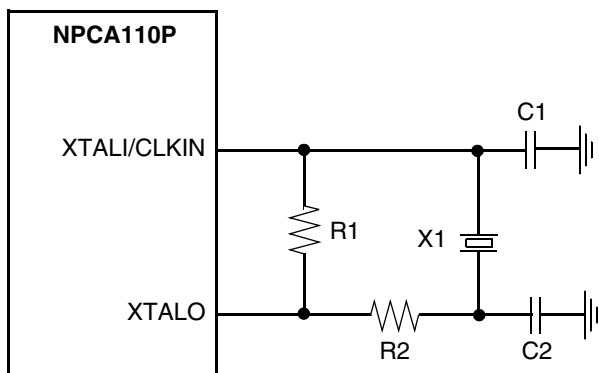 NPCA110P
C1
XTALI/CLKIN
R1
X1
XTALO
R2
C2